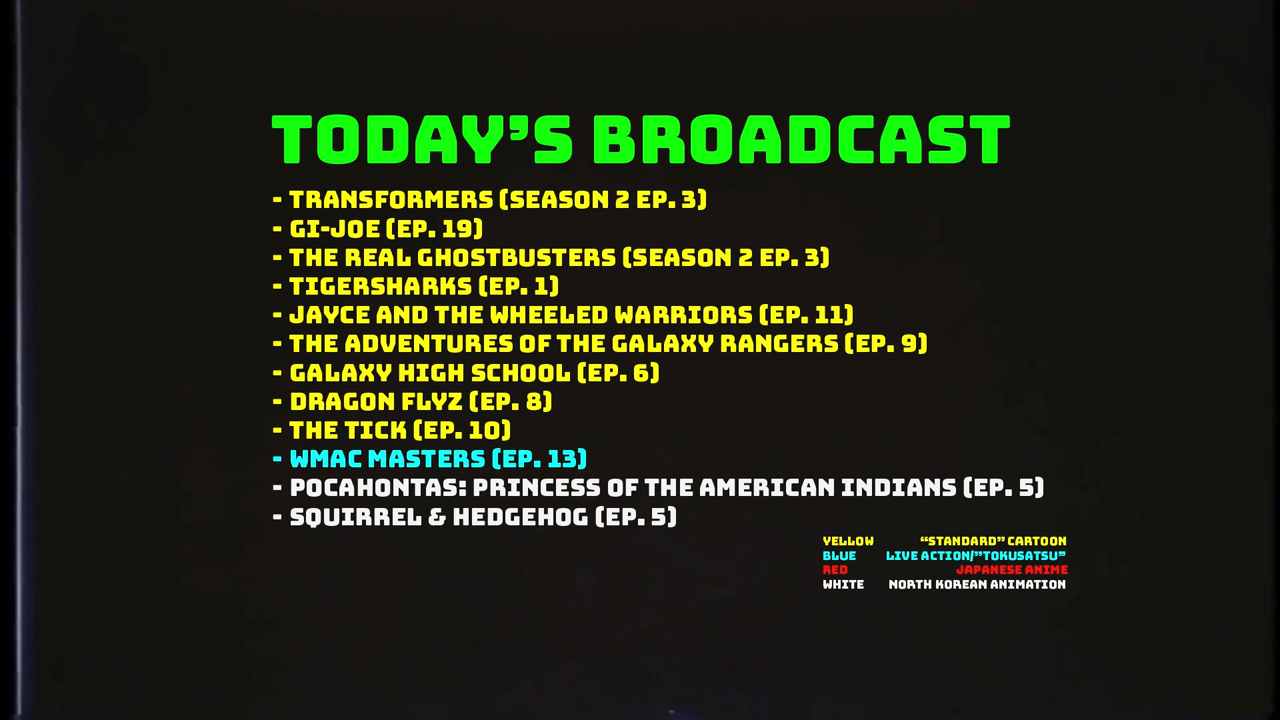 TODAY'S BROADCAST
- TRANSFORMERS (SEASON 2 EP. 3)
- GI-JOE (EP. 19)
- THE REAL GHOSTBUSTERS (SEASON 2 EP. 3)
- TIGERSHARKS (EP. 1)
- JAYCE AND THE WHEELED WARRIORS (EP. 11)
- THE ADVENTURES OF THE GALAXY RANGERS (EP. 9)
- GALAXY HIGH SCHOOL (EP. 6)
- DRAGON FLYZ (EP. 8)
- THE TICK (EP. 10)
- WMAC MASTERS (EP. 13)
- POCAHONTAS: PRINCESS OF THE AMERICAN INDIANS (EP. 5)
- SQUIRREL & HEDGEHOG (EP. 5)
YELLOW "STANDARD" CARTOON
BLUE LIVE ACTION/"TOKUSATSU"
RED JAPANESE ANIME
WHITE NORTH KOREAN ANIMATION